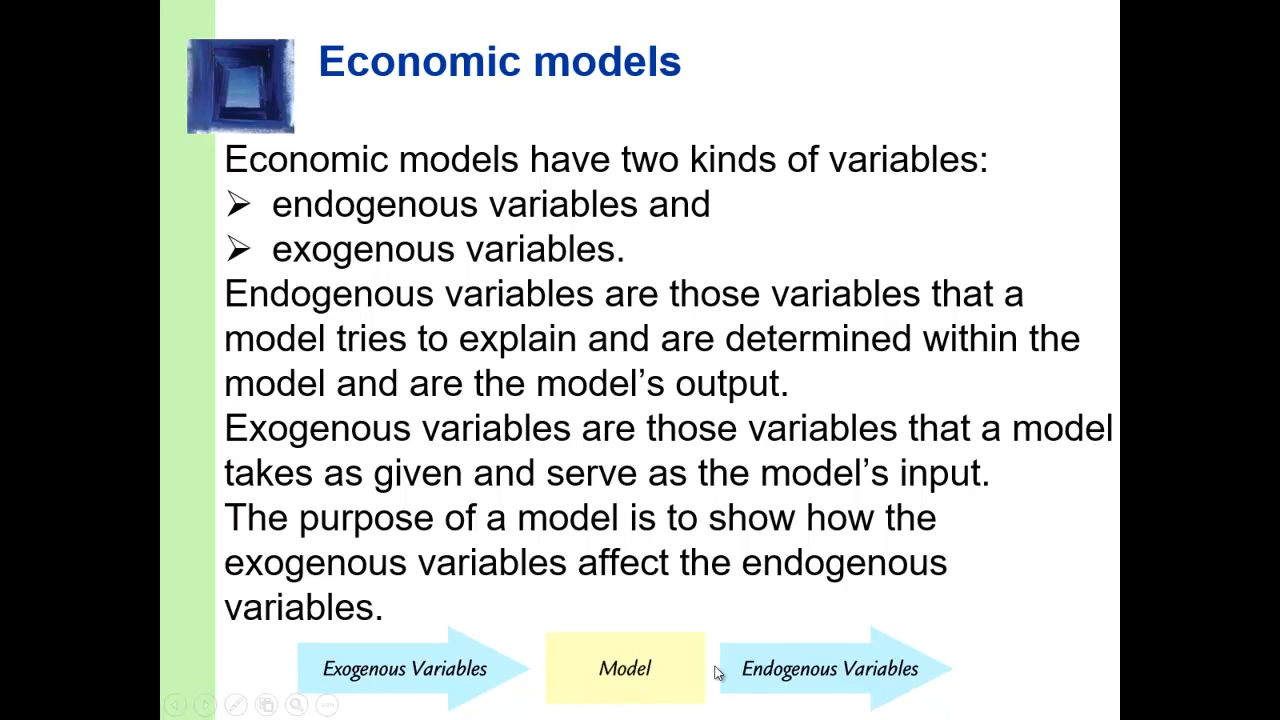 Economic models
Economic models have two kinds of variables:
➢ endogenous variables and
➢ exogenous variables.
Endogenous variables are those variables that a
model tries to explain and are determined within the
model and are the model’s output.
Exogenous variables are those variables that a model
takes as given and serve as the model’s input.
The purpose of a model is to show how the
exogenous variables affect the endogenous
variables.
Exogenous Variables
Model
Endogenous Variables